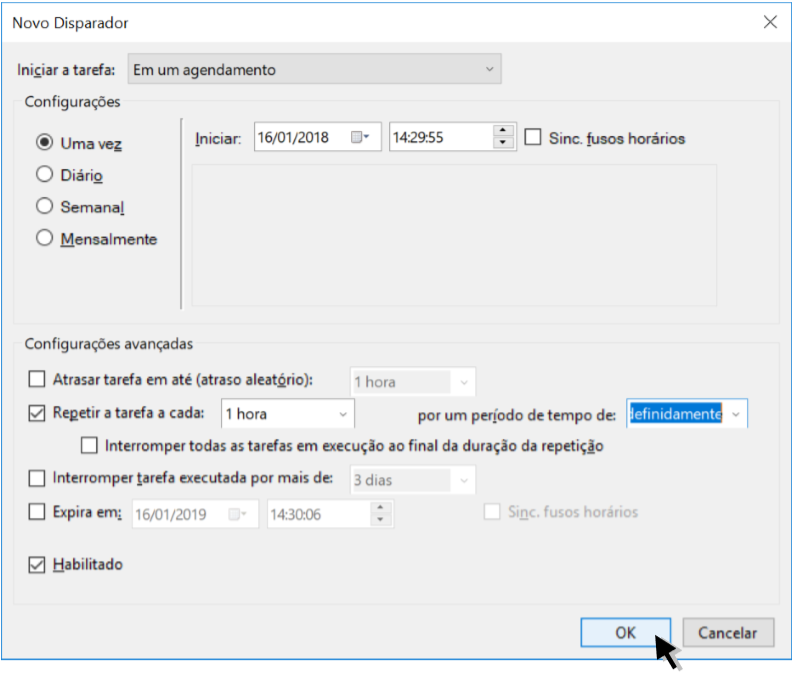 Novo Disparador
Iniciar a tarefa: Em um agendamento
Configurações
Uma vez
Iniciar: 16/01/2018 14:29:55 Sinc. fusos horários
Diário
Semanal
Mensalmente
Configurações avançadas
Atrasar tarefa em até (atraso aleatório): 1 hora
Repetir a tarefa a cada: 1 hora por um período de tempo de: definidamente
Interromper todas as tarefas em execução ao final da duração da repetição
Interromper tarefa executada por mais de: 3 dias
Expira em: 16/01/2019 14:30:06 Sinc. fusos horários
Habilitado
OK Cancelar